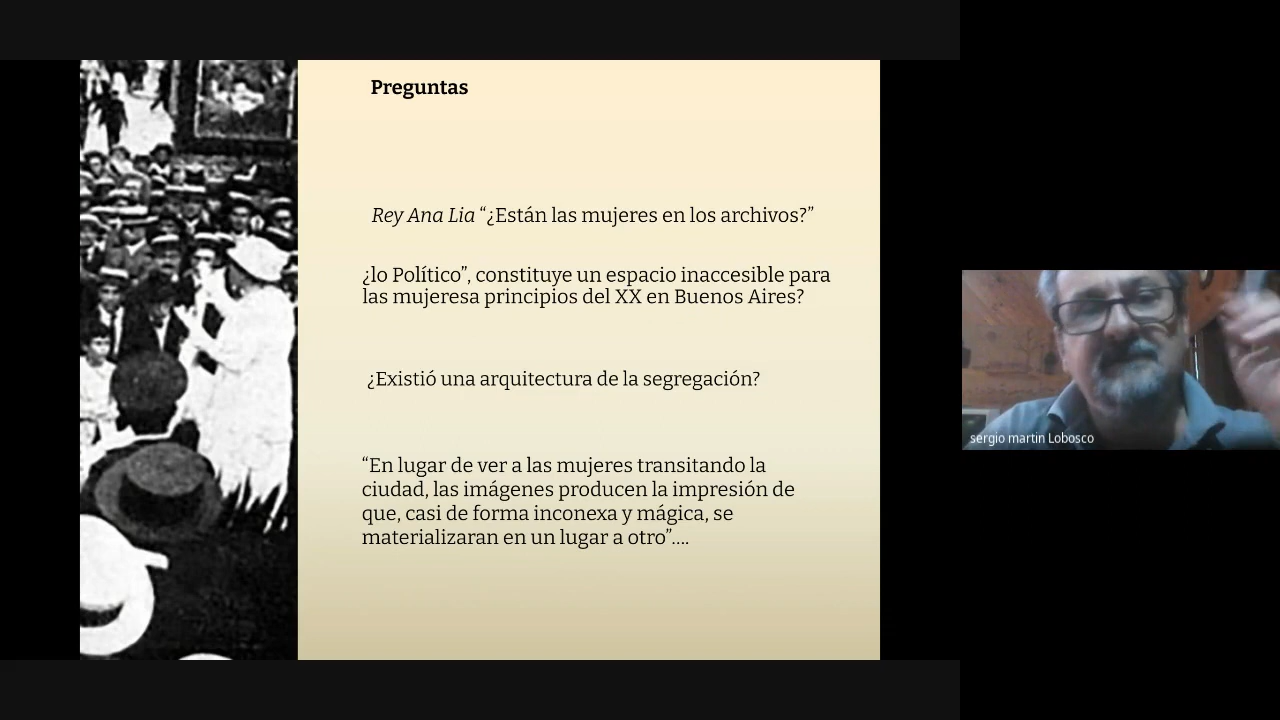 Preguntas
Rey Ana Lia “¿Están las mujeres en los archivos?”
¿lo Político”, constituye un espacio inaccesible para
las mujeresa principios del XX en Buenos Aires?
¿Existió una arquitectura de la segregación?
“En lugar de ver a las mujeres transitando la
ciudad, las imágenes producen la impresión de
que, casi de forma inconexa y mágica, se
materializaran en un lugar a otro”....
sergio martin Lobosco